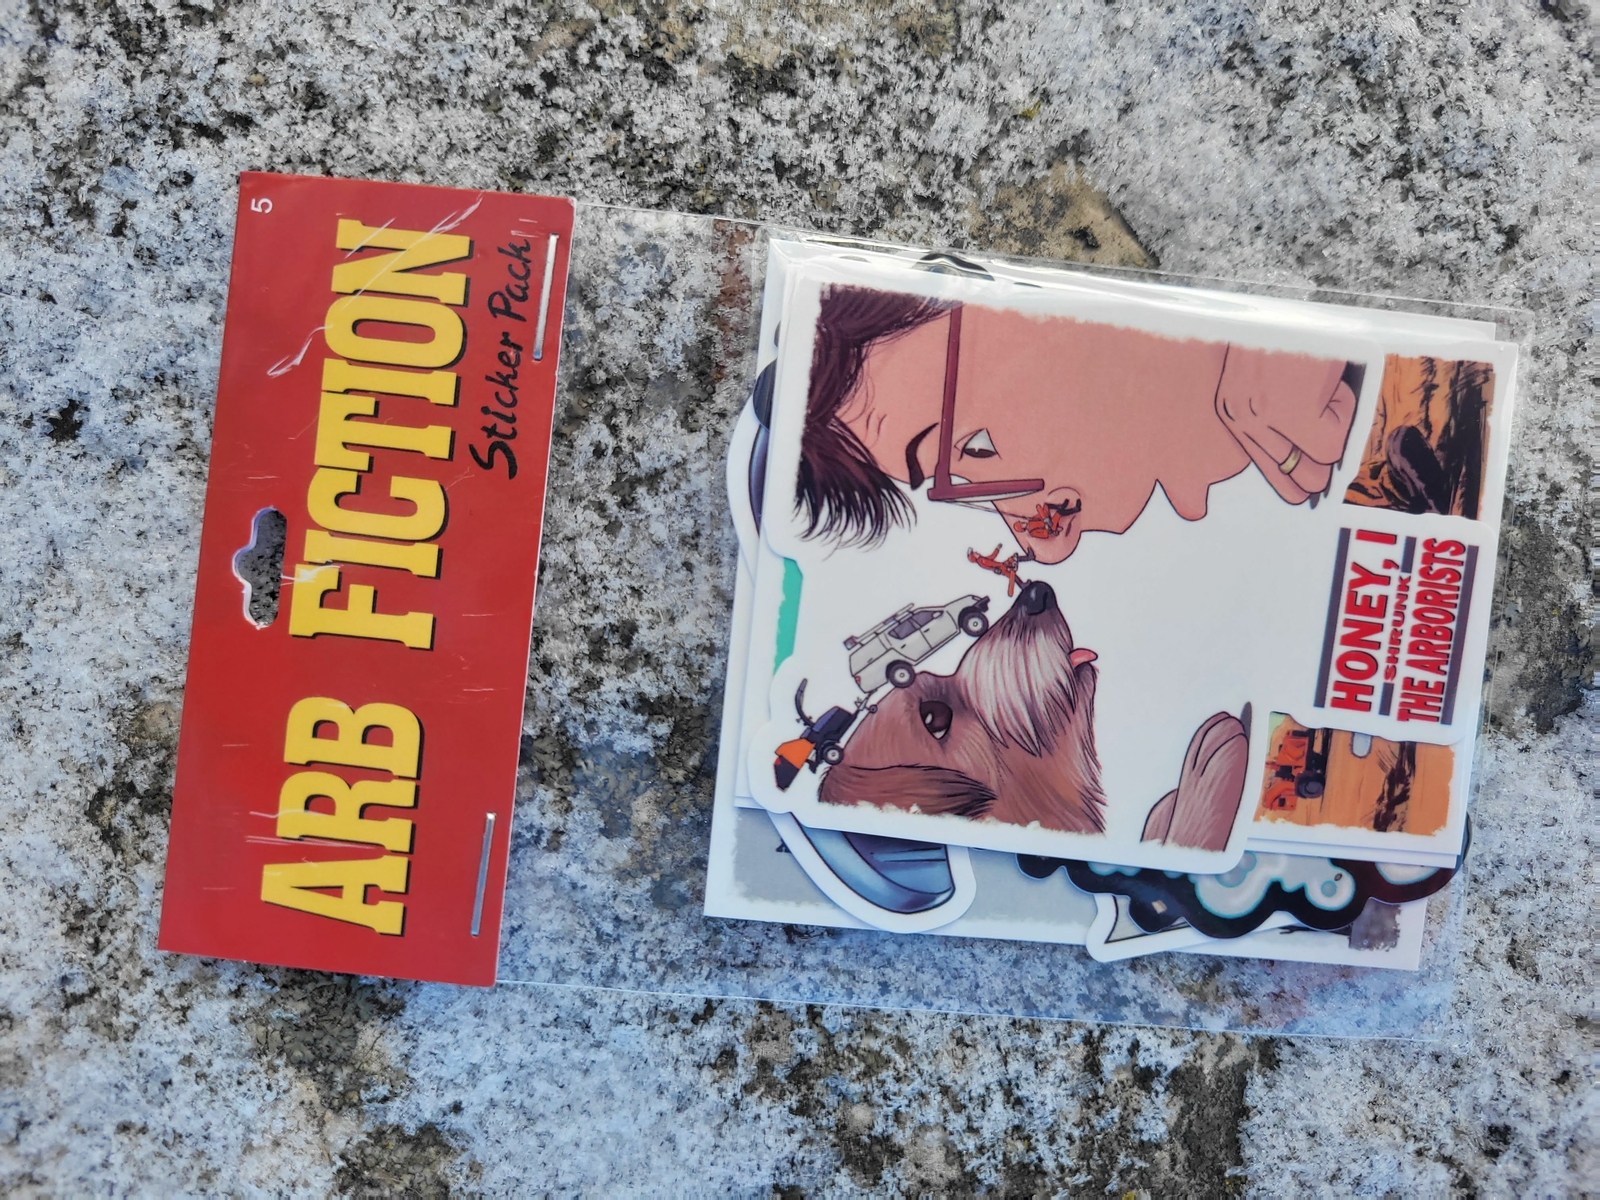 5
ARB FICTION
Sticker Pack
HONEY, I
SHRUNK
THE ARBORISTS